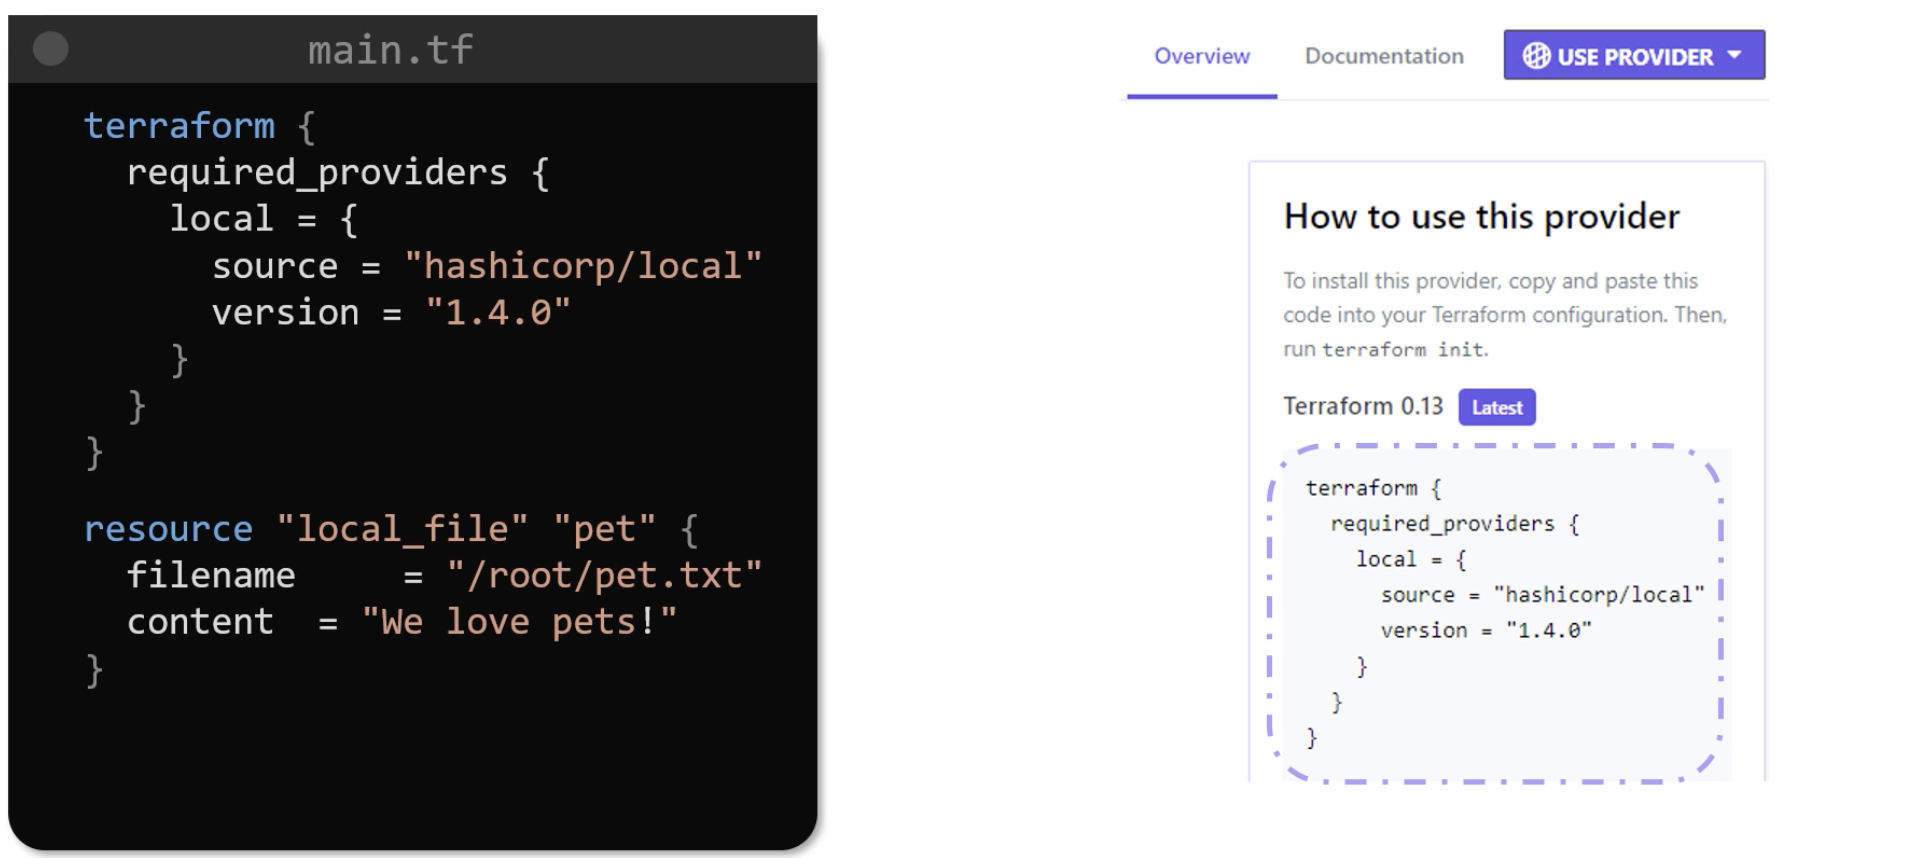 main.tf
terraform {
  required_providers {
    local = {
      source = "hashicorp/local"
      version = "1.4.0"
    }
  }
}
resource "local_file" "pet" {
  filename     = "/root/pet.txt"
  content  = "We love pets!"
}
Overview Documentation USE PROVIDER
How to use this provider
To install this provider, copy and paste this
code into your Terraform configuration. Then,
run terraform init.
Terraform 0.13 Latest
terraform {
  required_providers {
    local = {
      source = "hashicorp/local"
      version = "1.4.0"
    }
  }
}